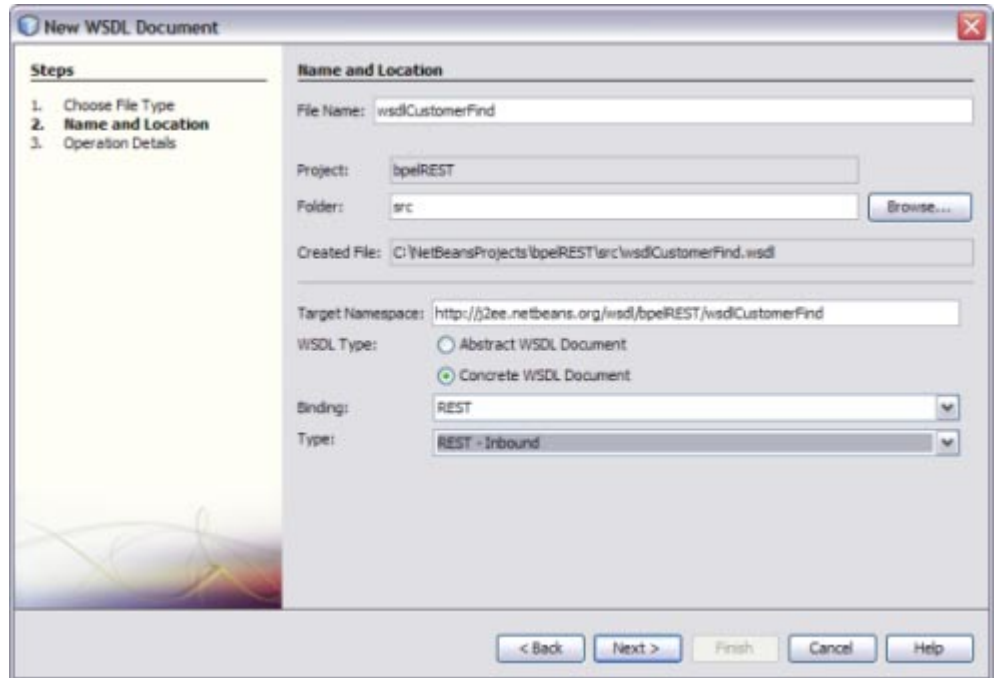 New WSDL Document
Steps
1. Choose File Type
2. Name and Location
3. Operation Details
Name and Location
File Name: wsdlCustomerFind
Project: bpelREST
Folder: src Browse...
Created File: C:\NetBeansProjects\bpelREST\src\wsdlCustomerFind.wsdl
Target Namespace: http://j2ee.netbeans.org/wsdl/bpelREST/wsdlCustomerFind
WSDL Type: Abstract WSDL Document
Concrete WSDL Document
Binding: REST
Type: REST - Inbound
< Back Next > Finish Cancel Help